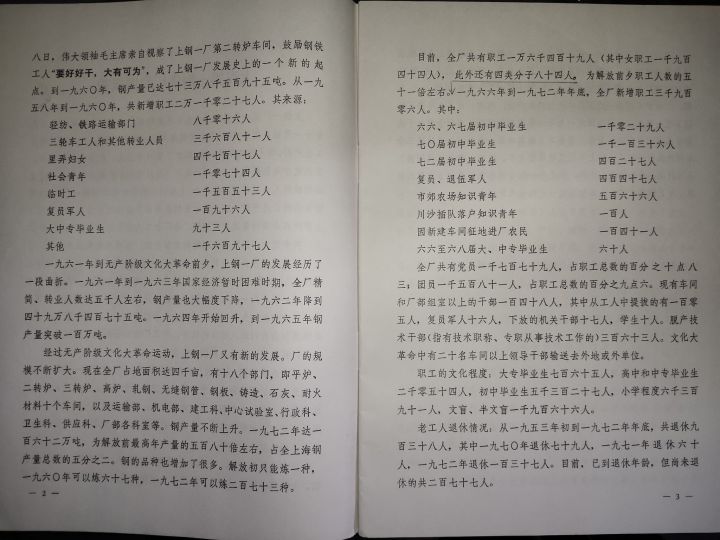 八日，伟大领袖毛主席亲自视察了上钢一厂第二转炉车间，鼓励钢铁
工人“要好好干，大有可为”，成了上钢一厂发展史上的一个新的起
点。到一九六〇年，钢产量已达七十三万八千五百九十五吨。从一九
五八年到一九六〇年，共新增职工二万一千零二十七人。其来源：
轻纺、铁路运输部门 八千零十六人
三轮车工人和其他转业人员 三千六百八十一人
里弄妇女 四千七百十七人
社会青年 一千零七十四人
临时工 一千五百五十三人
复员军人 一百九十六人
大中专毕业生 九十三人
其他 一千六百九十七人
一九六一年到无产阶级文化大革命前夕，上钢一厂的发展经历了
一段曲折。一九六一年到一九六三年国家经济暂时困难时期，全厂精
简、转业人数达五千人左右，钢产量也大幅度下降，一九六二年降到
四十九万八千四百七十五吨。一九六四年开始回升，到一九六五年钢
产量突破一百万吨。
经过无产阶级文化大革命运动，上钢一厂又有新的发展。厂的规
模不断扩大。现在全厂占地面积达四千亩，有十八个部门，即平炉、
二转炉、三转炉、高炉、轧钢、无缝钢管、钢板、铸造、石灰、耐火
材料十个车间，以及运输部、机电部、建工科、中心试验室、行政科、
卫生科、供应科、厂部各科室等。钢产量不断上升。一九七二年达一
百六十二万吨，为解放前最高年产量的五百八十倍左右，占全上海钢
产量总数的五分之二。钢的品种也增加了很多。解放初只能炼一种，
一九六〇年可以炼六十七种，一九七二年可以炼二百七十三种。
— 2 —
目前，全厂共有职工一万六千四百十九人（其中女职工一千九百
四十四人），此外还有四类分子八十四人。为解放前夕职工人数的五
十一倍左右。一九六六年到一九七二年年底，全厂新增职工三千九百
零六人。其中：
六六、六七届初中毕业生 一千零二十九人
七〇届初中毕业生 一千一百三十六人
七二届初中毕业生 四百二十七人
复员、退伍军人 四百四十七人
市郊农场知识青年 五百六十六人
川沙插队落户知识青年 一百人
因新建车间征地进厂农民 一百四十一人
六六至六八届大、中专毕业生 六十人
全厂共有党员一千七百七十九人，占职工总数的百分之十点八
三；团员一千五百八十一人，占职工总数的百分之九点六。现有车间
和厂部组室以上的干部一百四十八人，其中从工人中提拔的有一百零
五人，复员军人十六人，下放的机关干部十七人，学生十人。脱产技
术干部（指有技术职称、专职从事技术工作的）三百六十三人。文化大
革命中有二十名车间以上领导干部输送去外地或外单位。
职工的文化程度：大专毕业生七百六十五人，高中和中专毕业生
二千零五十四人，初中毕业生五千三百二十七人，小学程度六千三百
九十一人，文盲、半文盲一千九百六十六人。
老工人退休情况：从一九五三年初到一九七二年年底，共退休九
百三十八人，其中一九七〇年退休七十九人，一九七一年退休六十
人，一九七二年退休一百三十七人。目前，已到退休年龄，但尚未退
休的共二百七十七人。
— 3 —